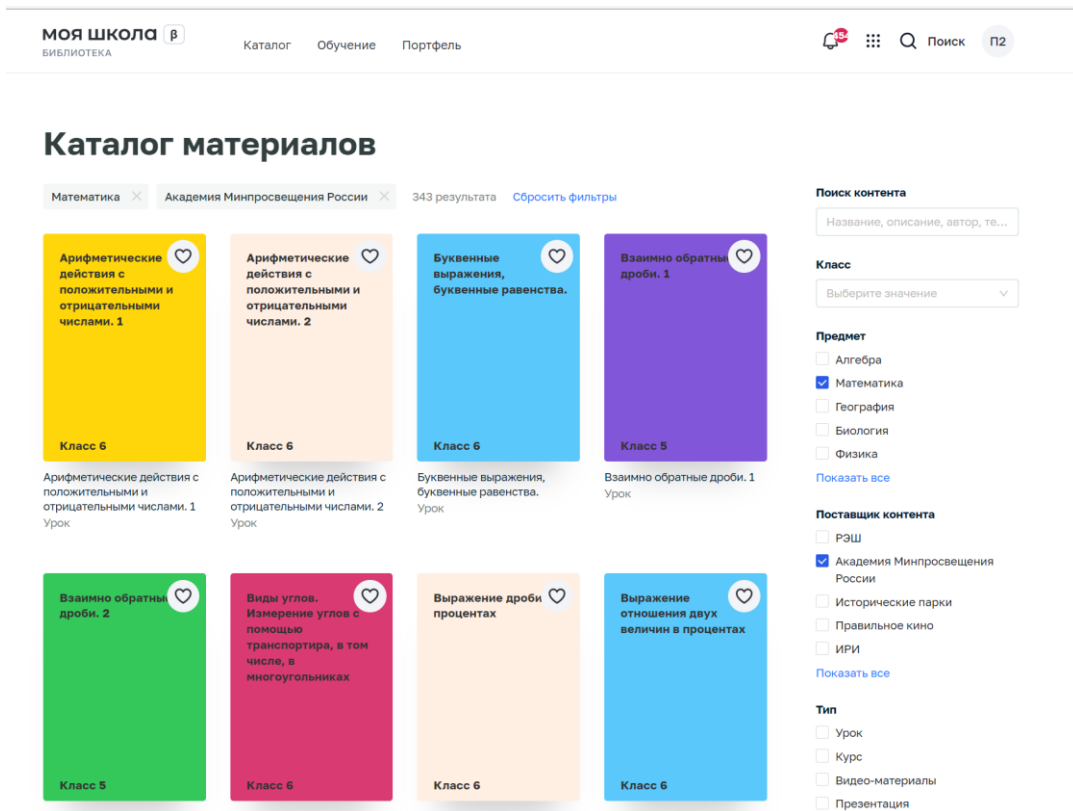 моя школа β
БИБЛИОТЕКА
Каталог
Обучение
Портфель
Поиск
П2
Каталог материалов
Математика
Академия Минпросвещения России
343 результата
Сбросить фильтры
Арифметические
действия с
положительными и
отрицательными
числами. 1
Класс 6
Арифметические действия с
положительными и
отрицательными числами. 1
Урок
Арифметические
действия с
положительными и
отрицательными
числами. 2
Класс 6
Арифметические действия с
положительными и
отрицательными числами. 2
Урок
Буквенные
выражения,
буквенные равенства.
Класс 6
Буквенные выражения,
буквенные равенства.
Урок
Взаимно обратны
дроби. 1
Класс 5
Взаимно обратные дроби. 1
Урок
Взаимно обратны
дроби. 2
Класс 5
Виды углов.
Измерение углов с
помощью
транспортира, в том
числе, в
многоугольниках
Класс 6
Выражение дроби
процентах
Класс 6
Выражение
отношения двух
величин в процентах
Класс 6
Поиск контента
Название, описание, автор, те...
Класс
Выберите значение
Предмет
Алгебра
Математика
География
Биология
Физика
Показать все
Поставщик контента
РЭШ
Академия Минпросвещения
России
Исторические парки
Правильное кино
ИРИ
Показать все
Тип
Урок
Курс
Видео-материалы
Презентация